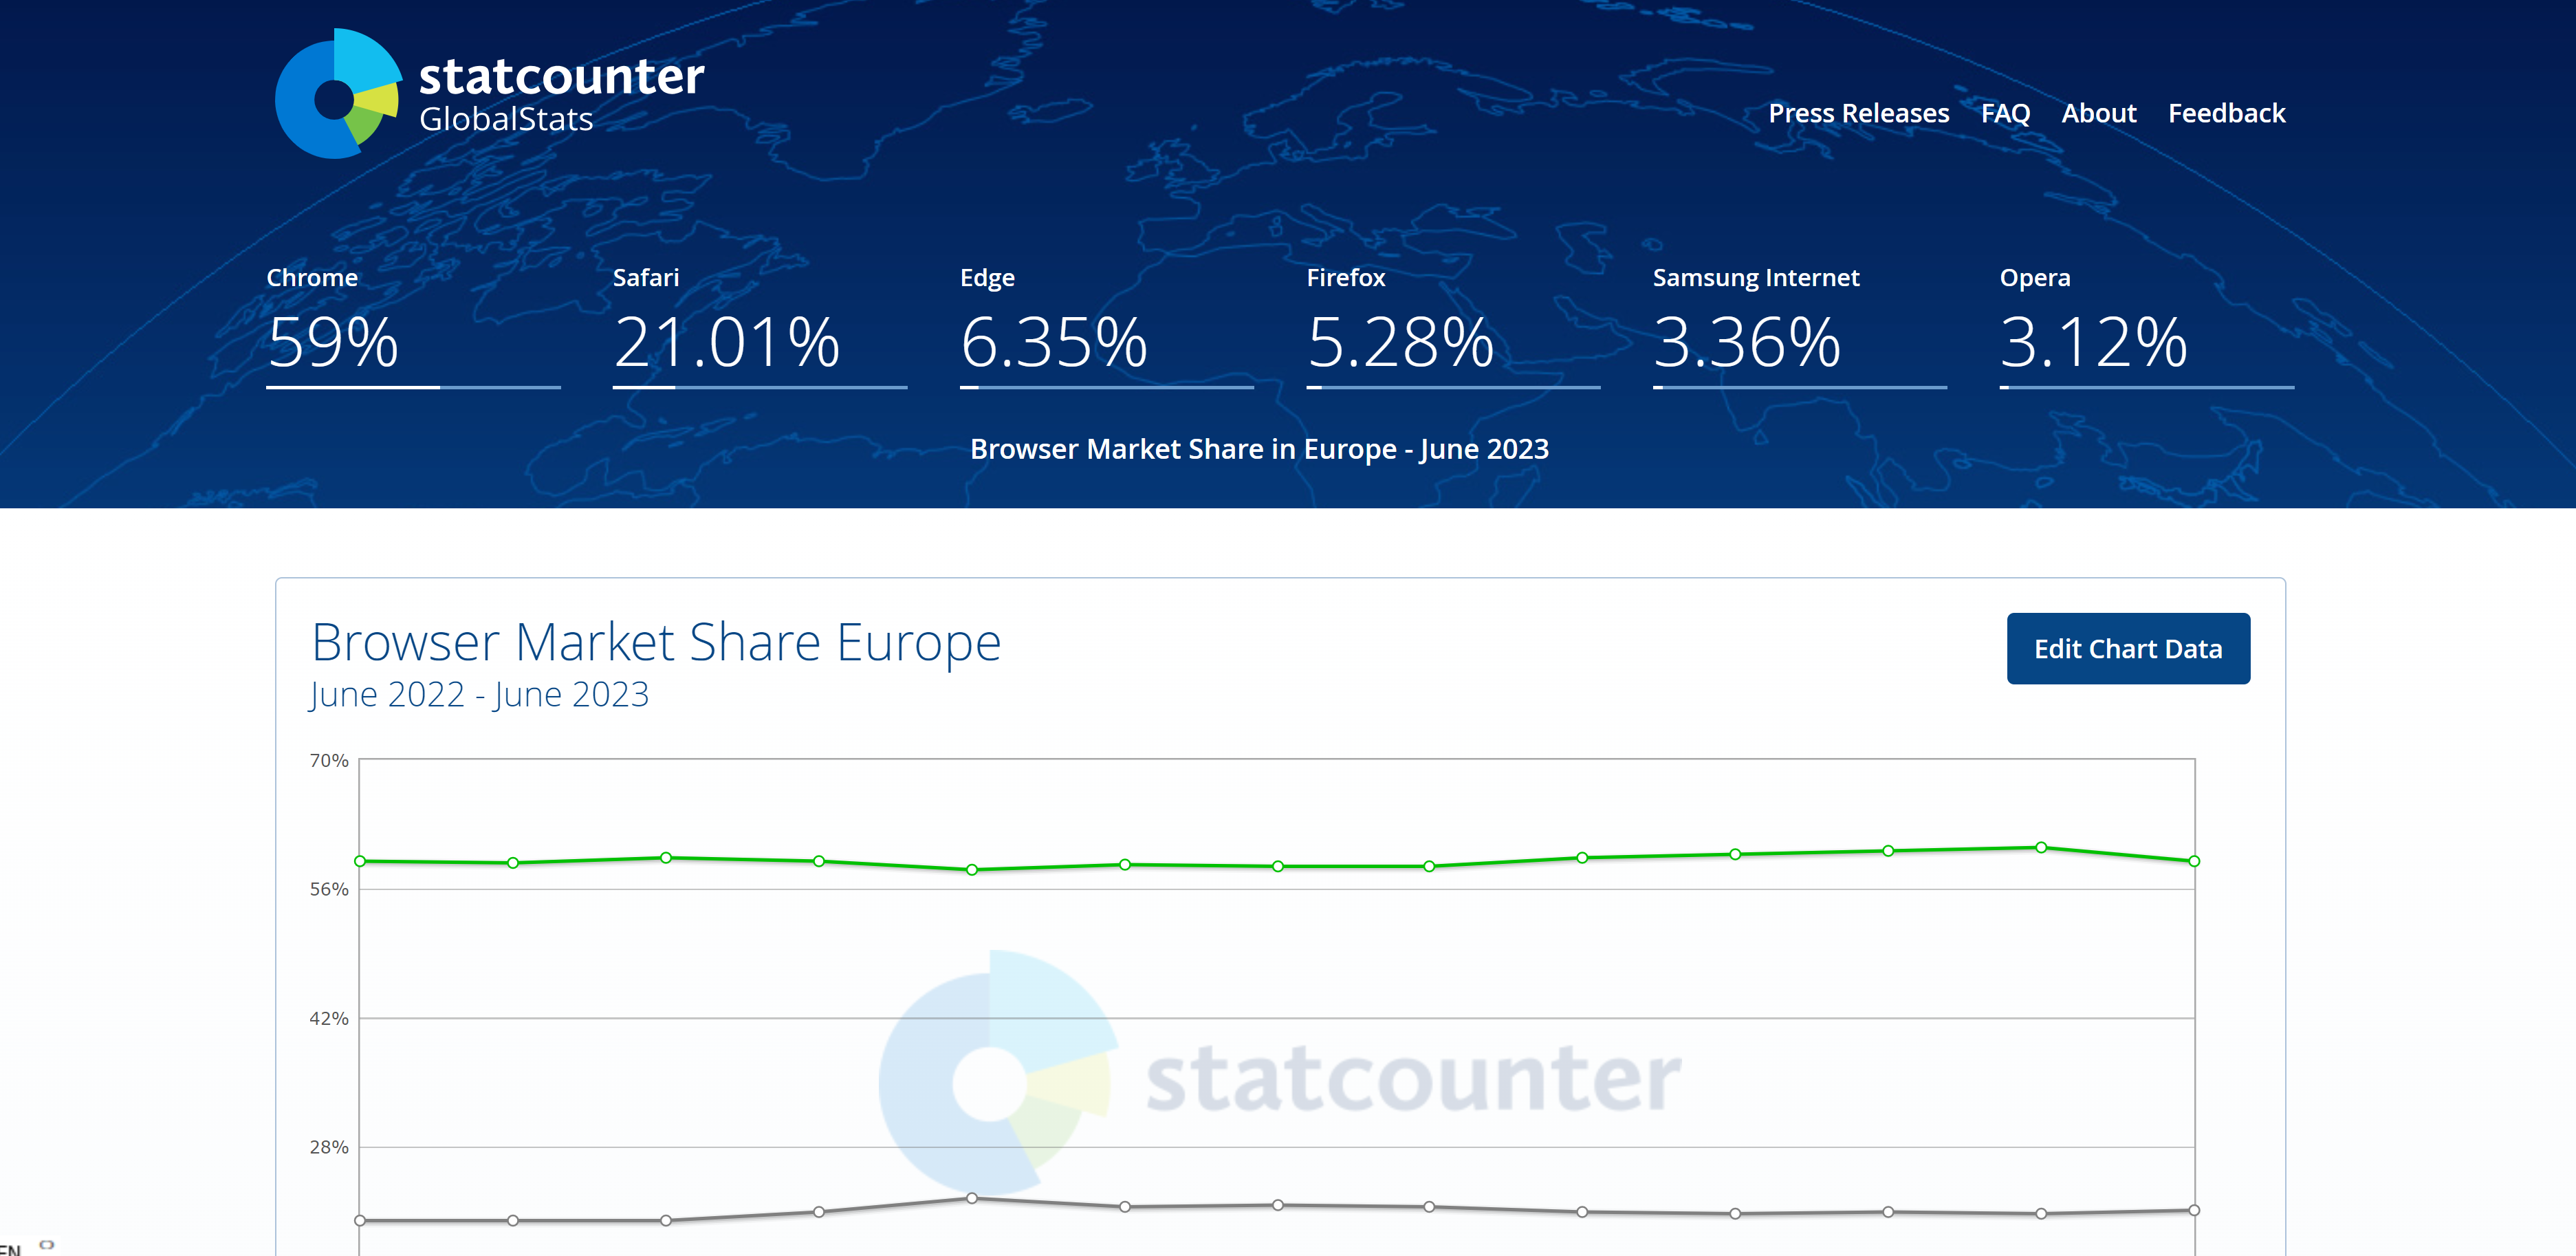 statcounter
GlobalStats
Press Releases FAQ About Feedback
Chrome Safari Edge Firefox Samsung Internet Opera
59% 21.01% 6.35% 5.28% 3.36% 3.12%
Browser Market Share in Europe - June 2023
Browser Market Share Europe
Edit Chart Data
June 2022 - June 2023
70%
56%
42%
statcounter
28%
EN